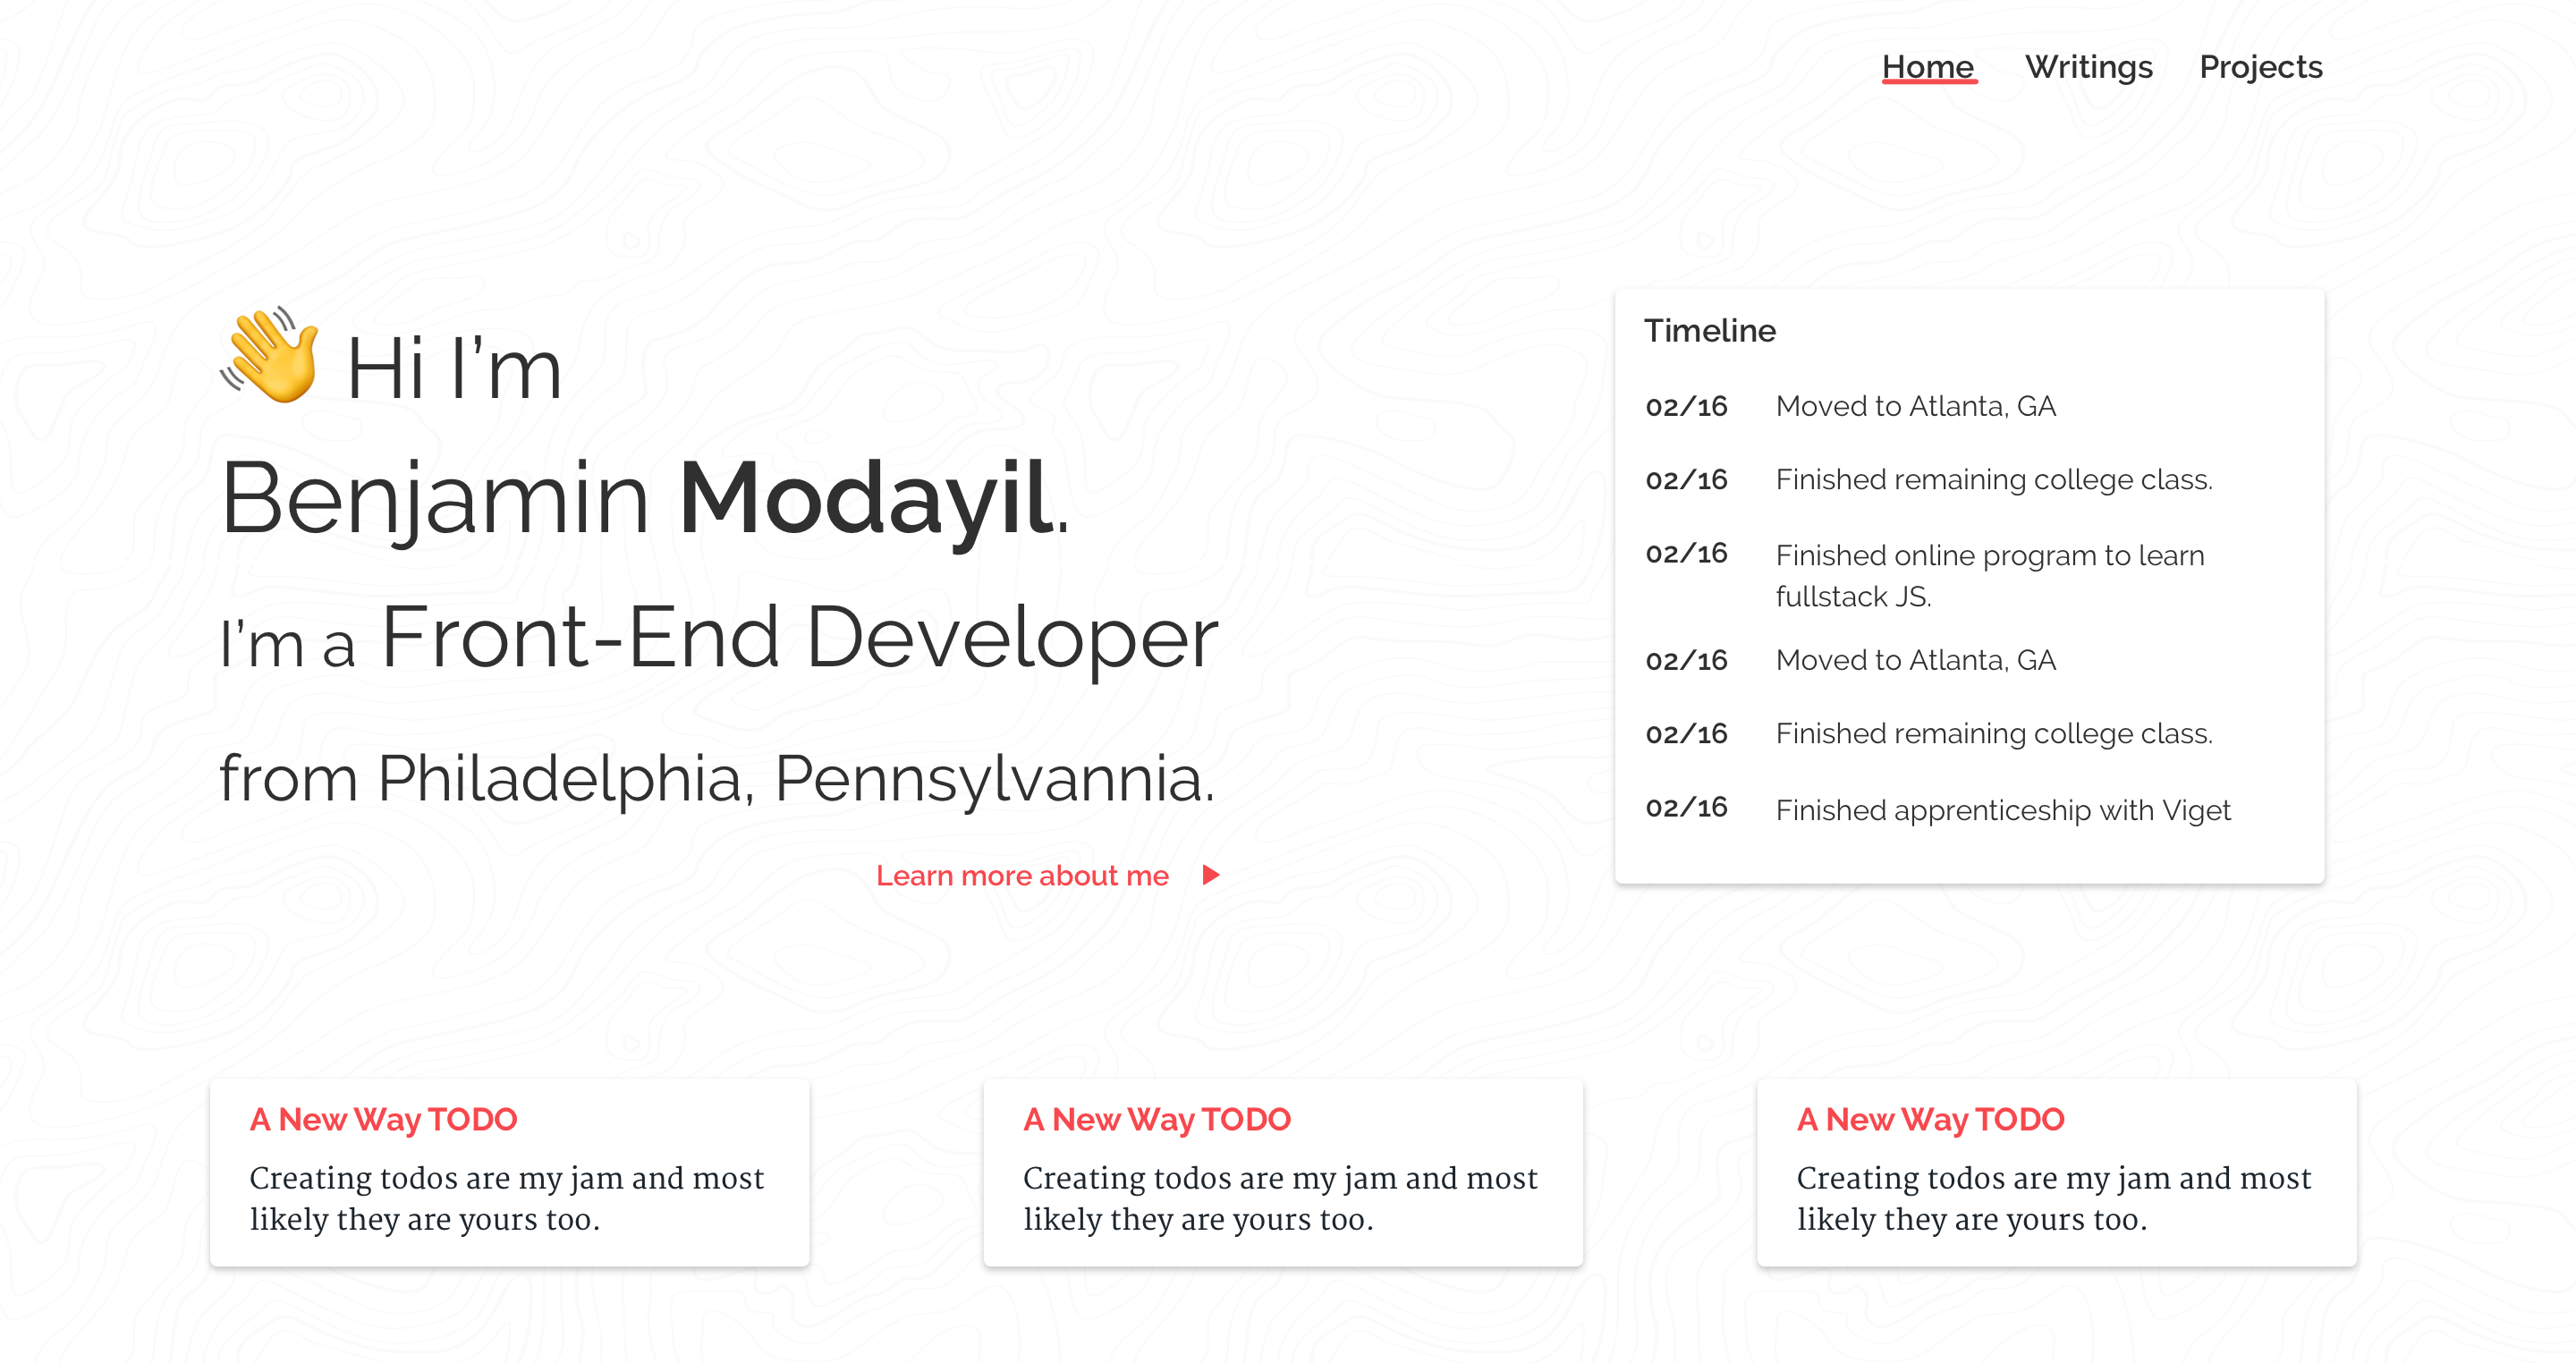 Home Writings Projects
👋 Hi I’m
Benjamin Modayil.
I’m a Front-End Developer
from Philadelphia, Pennsylvannia.
Learn more about me
Timeline
02/16 Moved to Atlanta, GA
02/16 Finished remaining college class.
02/16 Finished online program to learn
fullstack JS.
02/16 Moved to Atlanta, GA
02/16 Finished remaining college class.
02/16 Finished apprenticeship with Viget
A New Way TODO
Creating todos are my jam and most
likely they are yours too.
A New Way TODO
Creating todos are my jam and most
likely they are yours too.
A New Way TODO
Creating todos are my jam and most
likely they are yours too.